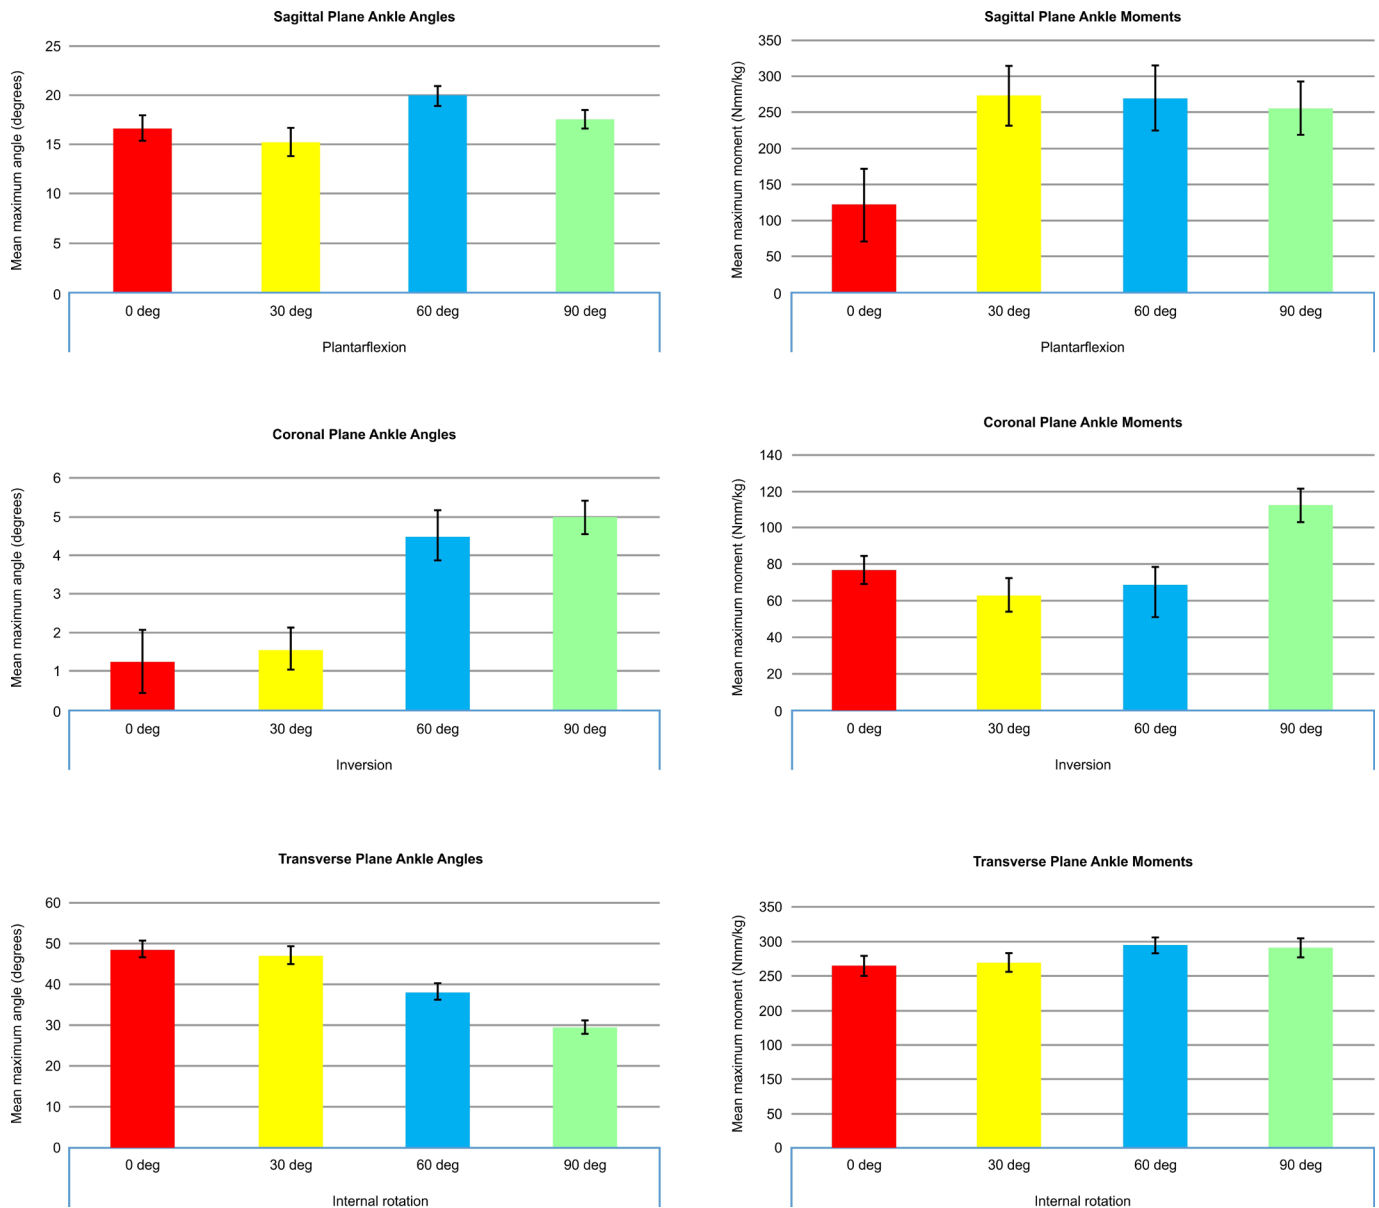 Sagittal Plane Ankle Angles
Mean maximum angle (degrees)
25
20
15
10
5
0
0 deg 30 deg 60 deg 90 deg
Plantarflexion
Sagittal Plane Ankle Moments
Mean maximum moment (Nmm/kg)
350
300
250
200
150
100
50
0
0 deg 30 deg 60 deg 90 deg
Plantarflexion
Coronal Plane Ankle Angles
Mean maximum angle (degrees)
6
5
4
3
2
1
0
0 deg 30 deg 60 deg 90 deg
Inversion
Coronal Plane Ankle Moments
Mean maximum moment (Nmm/kg)
140
120
100
80
60
40
20
0
0 deg 30 deg 60 deg 90 deg
Inversion
Transverse Plane Ankle Angles
Mean maximum angle (degrees)
60
50
40
30
20
10
0
0 deg 30 deg 60 deg 90 deg
Internal rotation
Transverse Plane Ankle Moments
Mean maximum moment (Nmm/kg)
350
300
250
200
100
150
50
0
0 deg 30 deg 60 deg 90 deg
Internal rotation